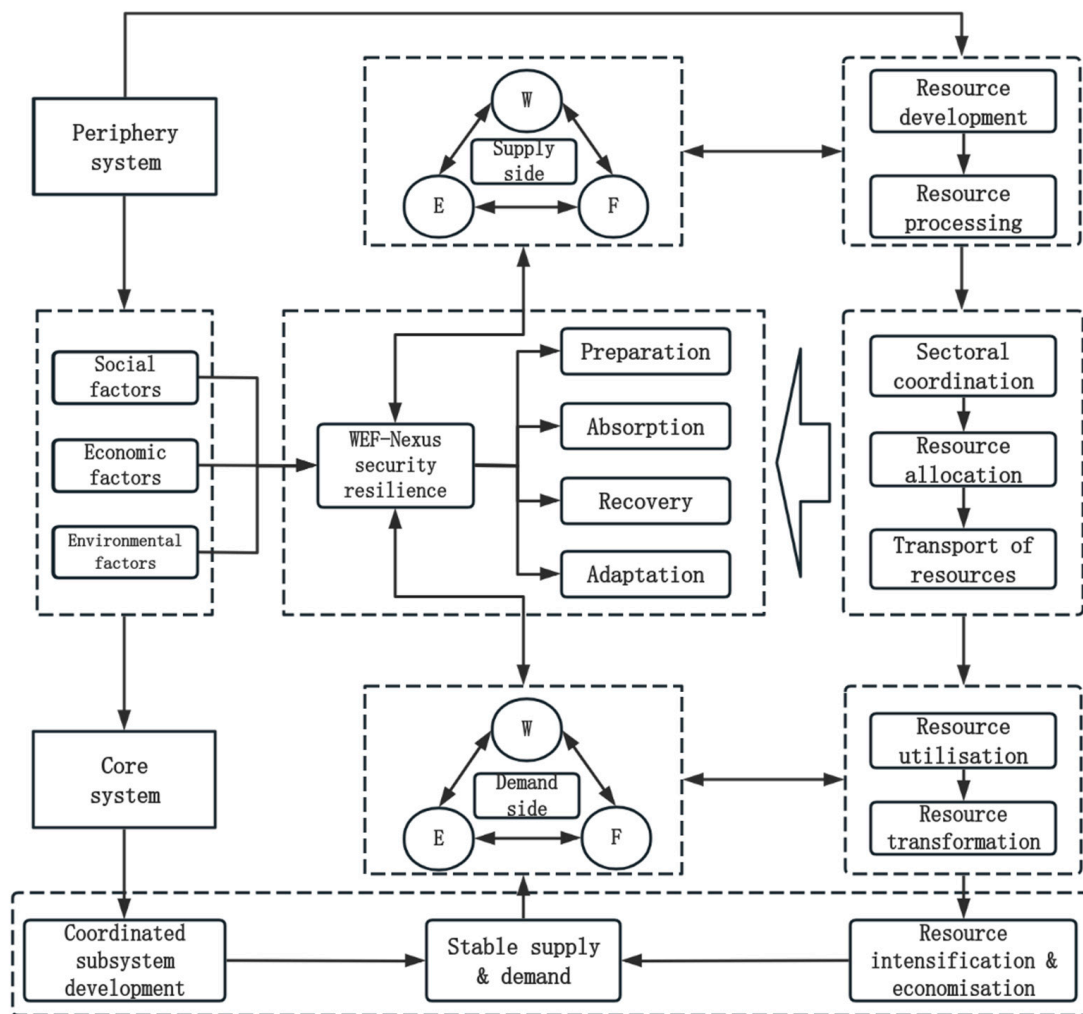 Periphery
system
W
Supply
side
E
F
Resource
development
Resource
processing
Social
factors
Economic
factors
Environmental
factors
WEF-Nexus
security
resilience
Preparation
Absorption
Recovery
Adaptation
Sectoral
coordination
Resource
allocation
Transport of
resources
Core
system
W
Demand
side
E
F
Resource
utilisation
Resource
transformation
Coordinated
subsystem
development
Stable supply
& demand
Resource
intensification &
economisation